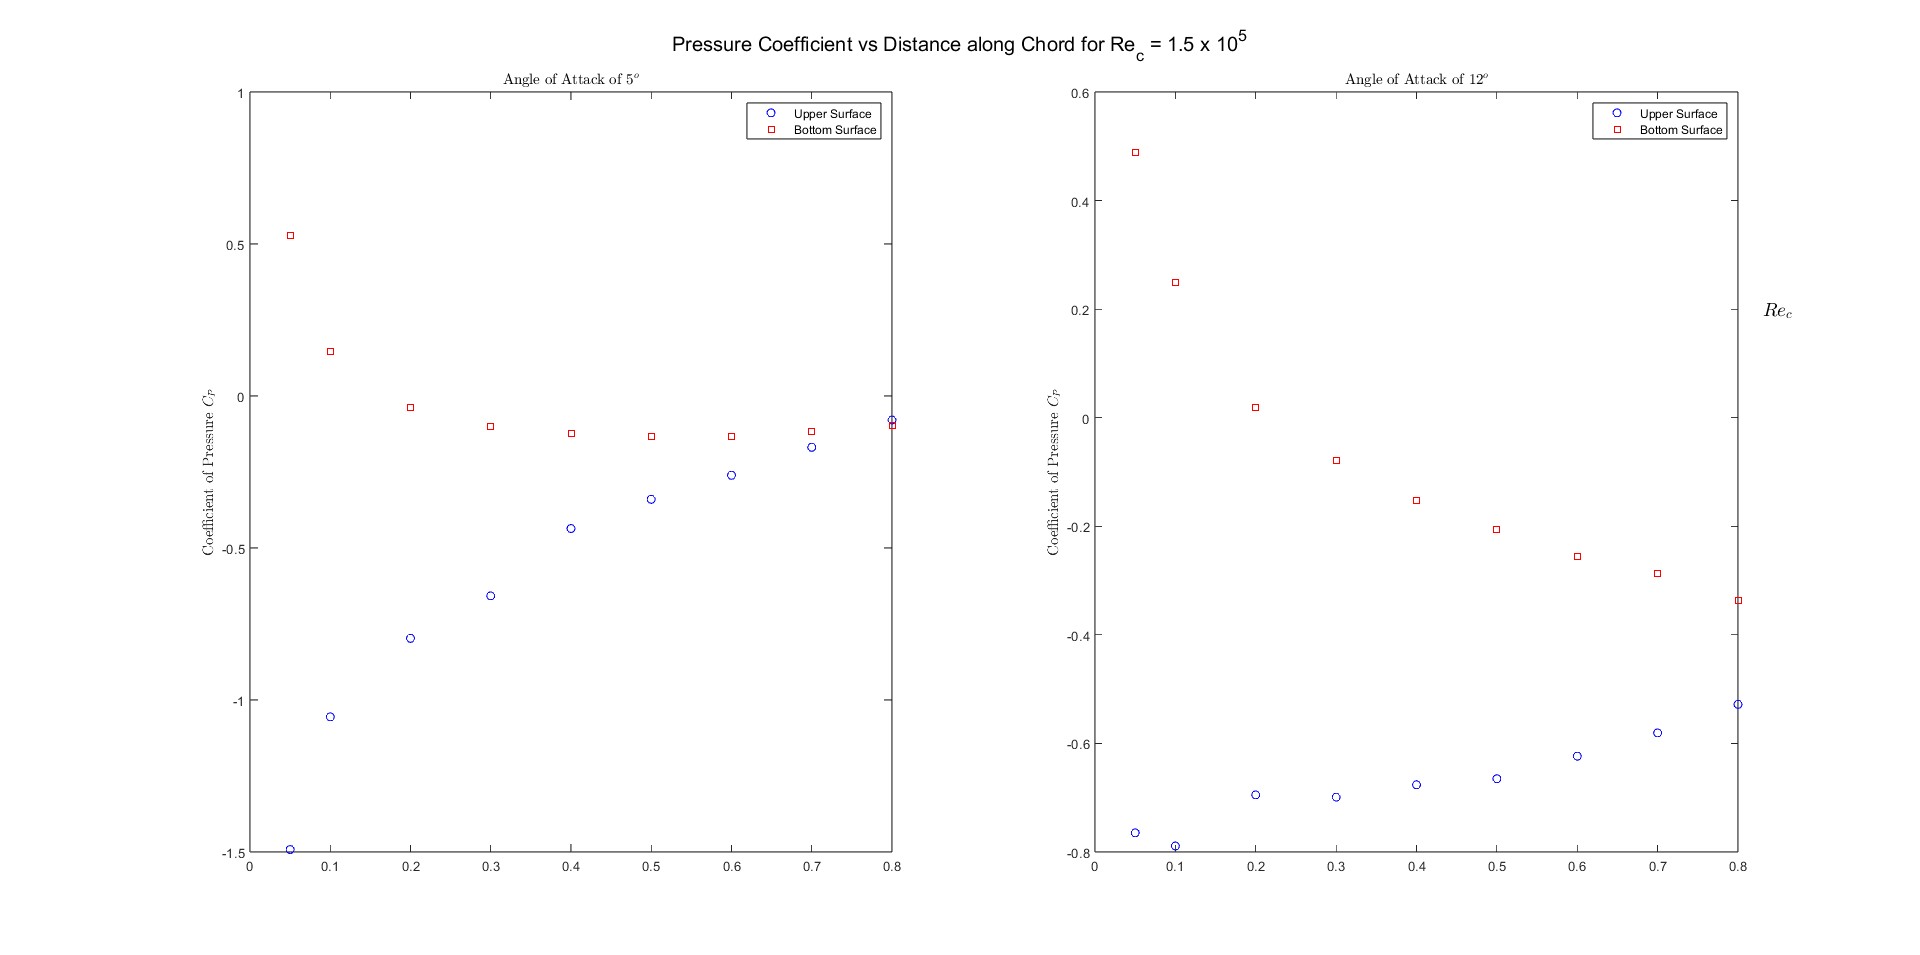 Pressure Coefficient vs Distance along Chord for Re_c = 1.5 x 10^5
Angle of Attack of 5^o
1
0.5
0
-0.5
-1
-1.5
Coefficient of Pressure C_P
Upper Surface
Bottom Surface
0 0.1 0.2 0.3 0.4 0.5 0.6 0.7 0.8
Angle of Attack of 12^o
0.6
0.4
0.2
0
-0.2
-0.4
-0.6
-0.8
Coefficient of Pressure C_P
Upper Surface
Bottom Surface
0 0.1 0.2 0.3 0.4 0.5 0.6 0.7 0.8
Re_c